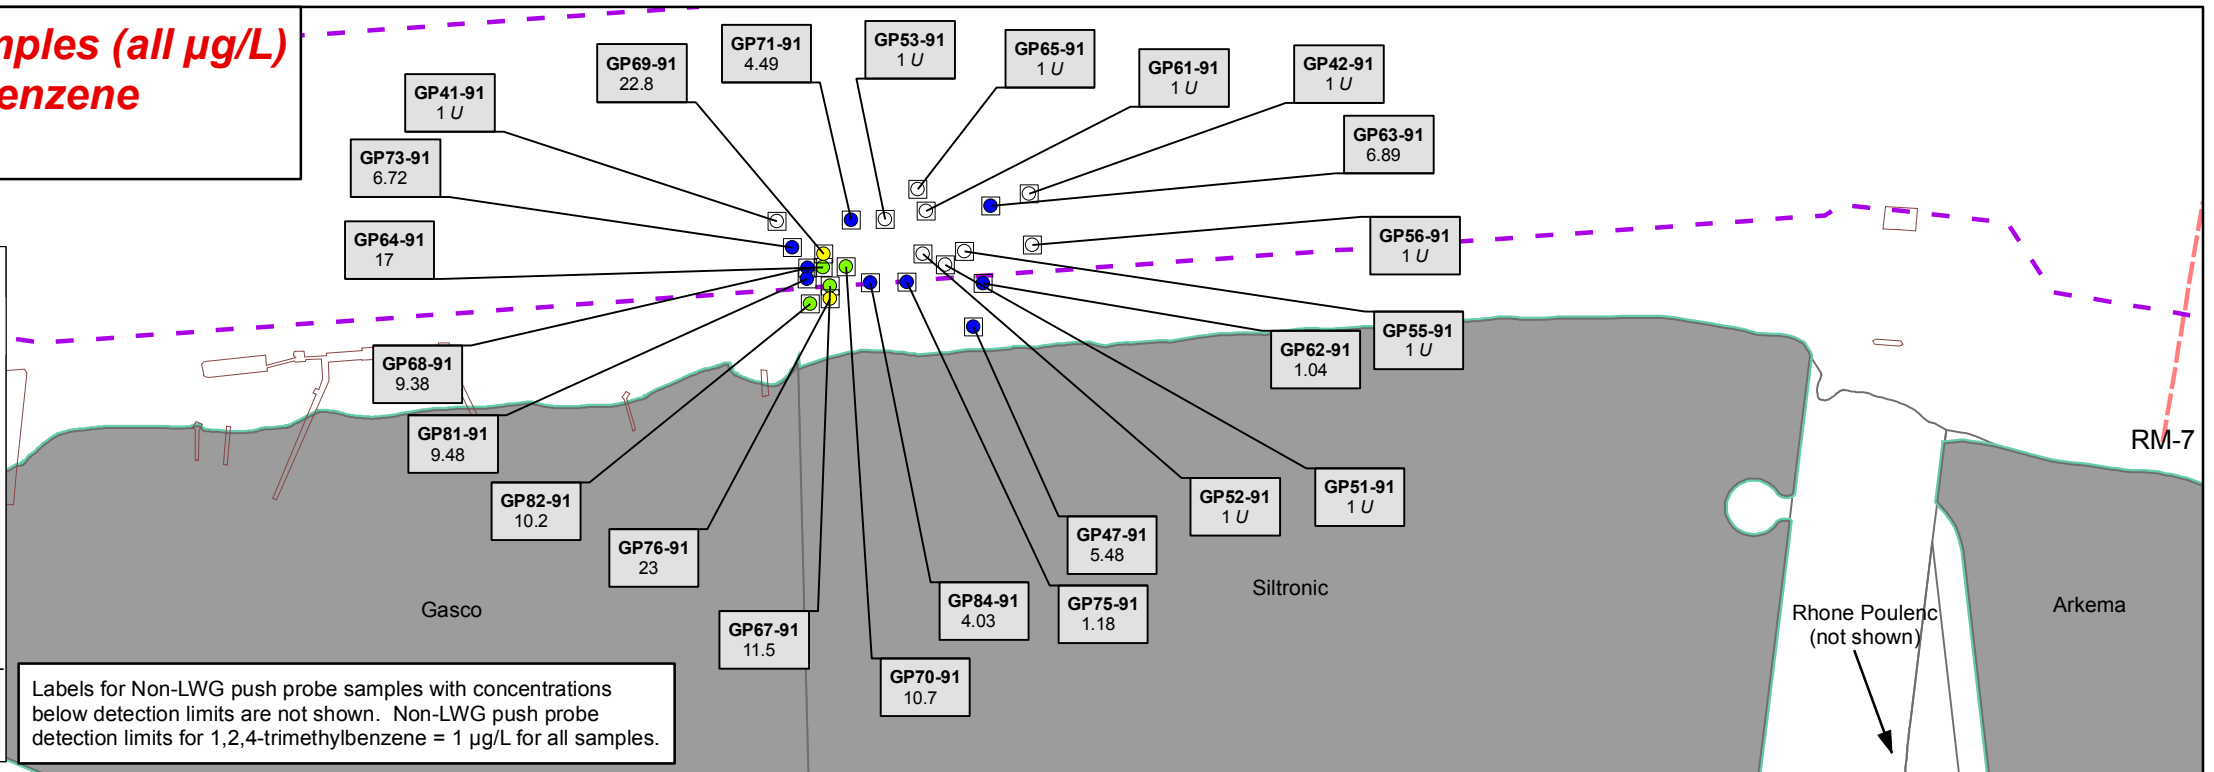 mples (all µg/L)
enzene
GP41-91
1 U
GP69-91
22.8
GP71-91
4.49
GP53-91
1 U
GP65-91
1 U
GP61-91
1 U
GP42-91
1 U
GP63-91
6.89
GP73-91
6.72
GP64-91
17
GP56-91
1 U
GP55-91
1 U
GP62-91
1.04
GP68-91
9.38
GP81-91
9.48
GP82-91
10.2
GP76-91
23
GP67-91
11.5
GP70-91
10.7
GP84-91
4.03
GP75-91
1.18
GP47-91
5.48
GP52-91
1 U
GP51-91
1 U
RM-7
Gasco
Siltronic
Rhone Poulenc
(not shown)
Arkema
Labels for Non-LWG push probe samples with concentrations
below detection limits are not shown. Non-LWG push probe
detection limits for 1,2,4-trimethylbenzene = 1 µg/L for all samples.